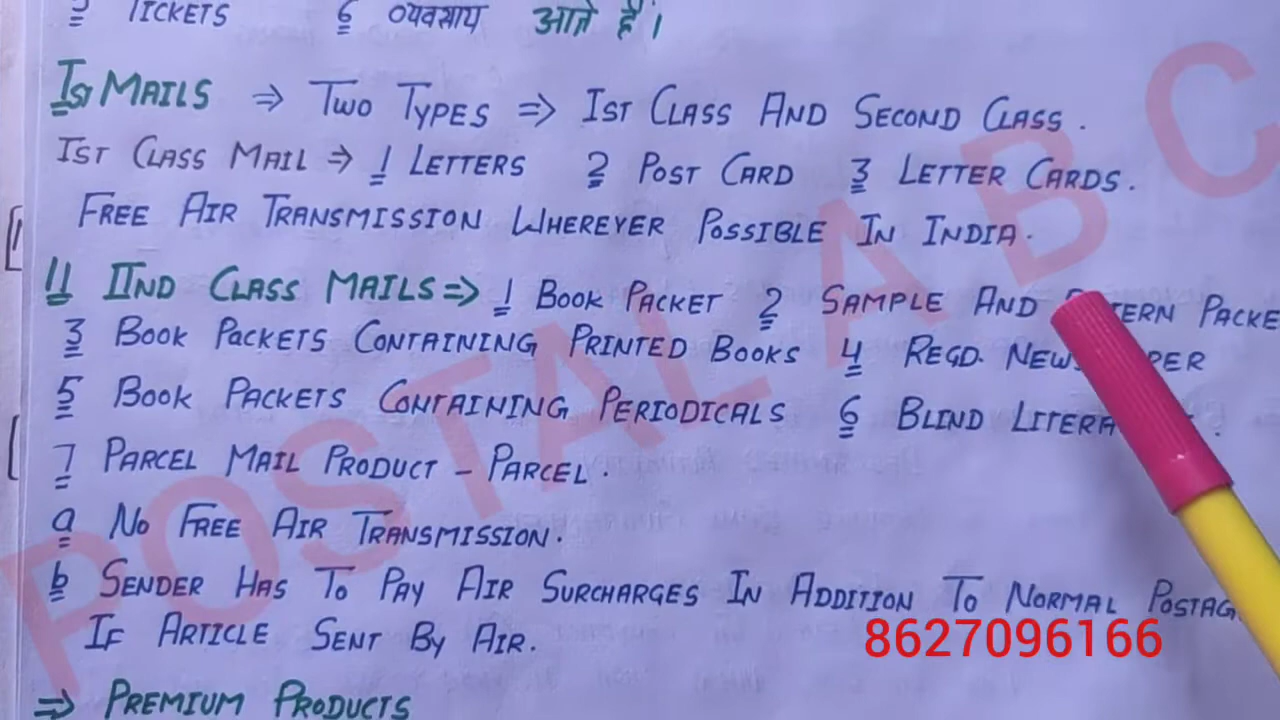 5 TICKETS 6 व्यवसाय आते हैं।
Ist MAILS ⇒ TWO TYPES ⇒ IST CLASS AND SECOND CLASS.
IST CLASS MAIL ⇒ 1 LETTERS 2 POST CARD 3 LETTER CARDS.
FREE AIR TRANSMISSION WHEREVER POSSIBLE IN INDIA.
11 IIND CLASS MAILS ⇒ 1 BOOK PACKET 2 SAMPLE AND
3 BOOK PACKETS CONTAINING PRINTED BOOKS 4 REGD.
5 BOOK PACKETS CONTAINING PERIODICALS 6 BLIND
7 PARCEL MAIL PRODUCT - PARCEL.
a NO FREE AIR TRANSMISSION.
b SENDER HAS TO PAY AIR SURCHARGES IN ADDITION TO NORMAL
IF ARTICLE SENT BY AIR.
8627096166
⇒ PREMIUM PRODUCTS
POSTAL ABC